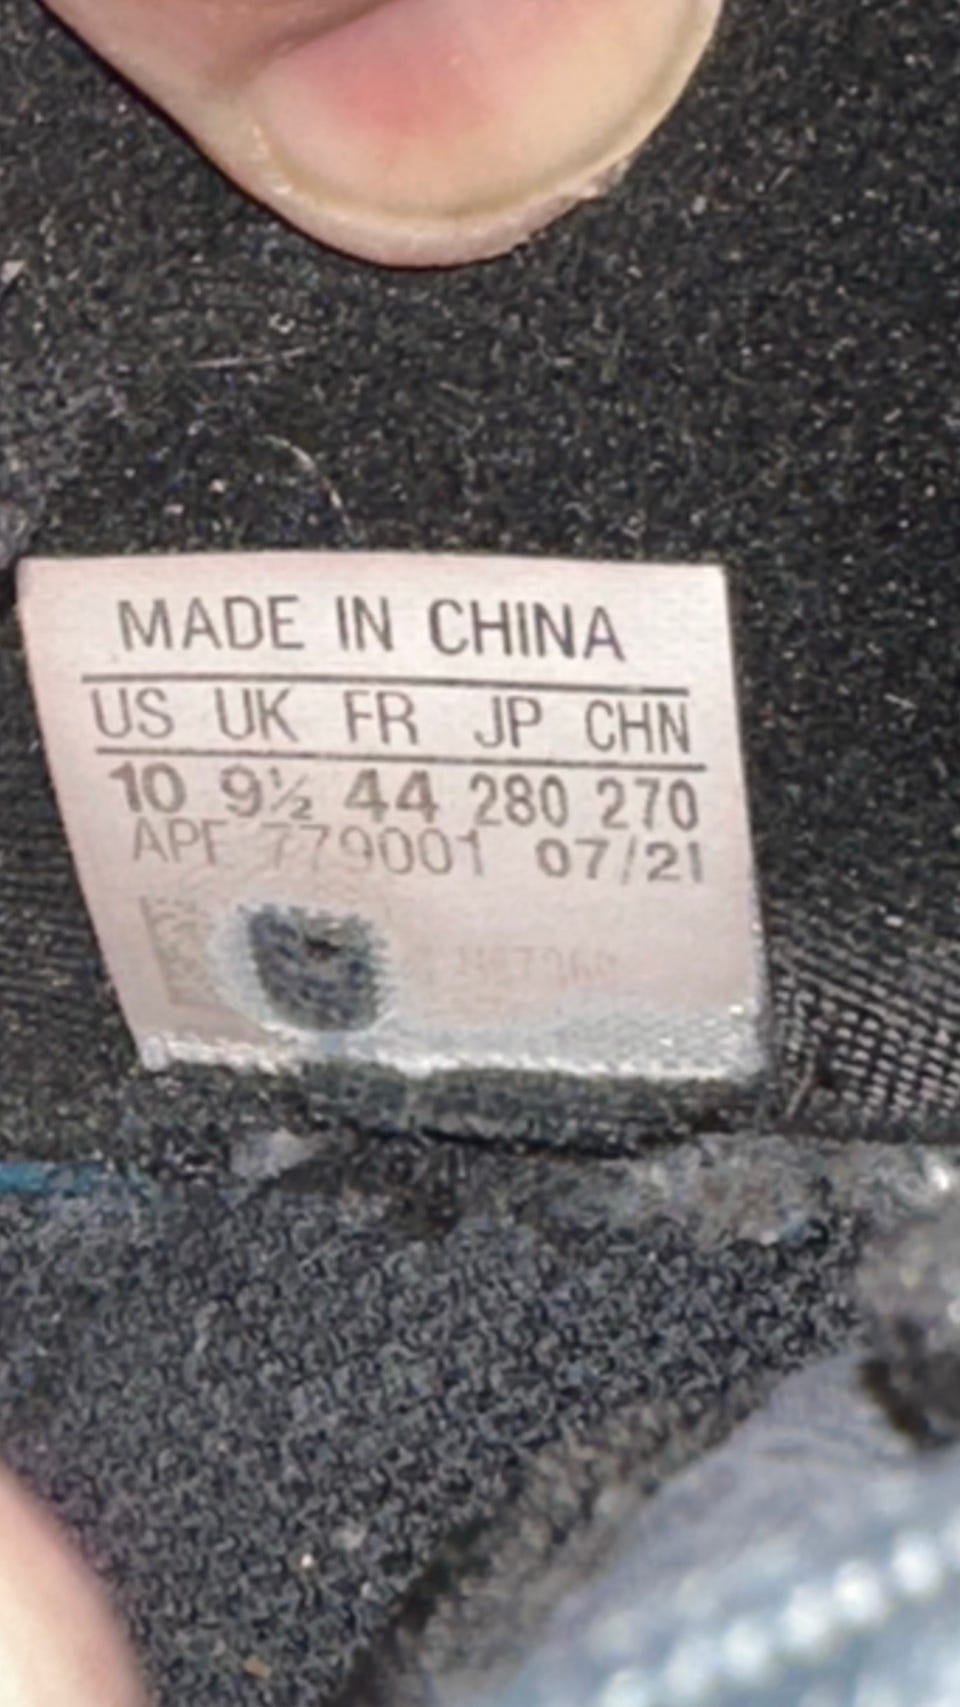 MADE IN CHINA
US UK FR JP CHN
10 9½ 44 280 270
APF 779001 07/21